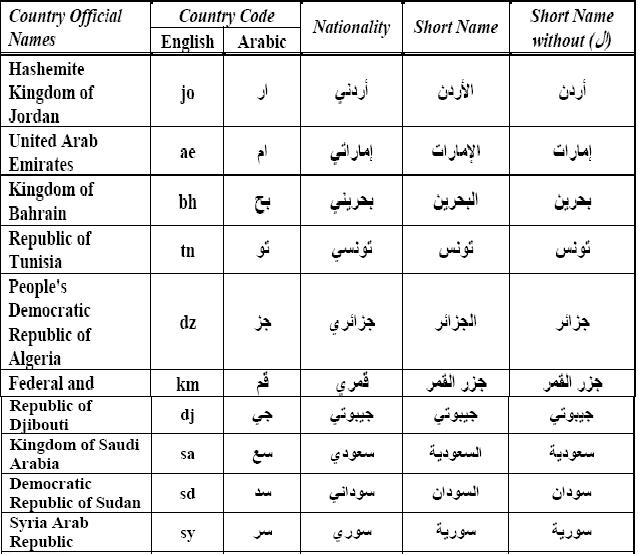 Country Official Names | Country Code | Nationality | Short Name | Short Name without (ال)
English | Arabic
Hashemite Kingdom of Jordan | jo | ار | أردني | الأردن | أردن
United Arab Emirates | ae | ام | إماراتي | الإمارات | إمارات
Kingdom of Bahrain | bh | بح | بحريني | البحرين | بحرين
Republic of Tunisia | tn | تو | تونسي | تونس | تونس
People's Democratic Republic of Algeria | dz | جز | جزائري | الجزائر | جزائر
Federal and | km | قم | قمري | جزر القمر | جزر القمر
Republic of Djibouti | dj | جي | جيبوتي | جيبوتي | جيبوتي
Kingdom of Saudi Arabia | sa | سع | سعودي | السعودية | سعودية
Democratic Republic of Sudan | sd | سد | سوداني | السودان | سودان
Syria Arab Republic | sy | سر | سوري | سورية | سورية